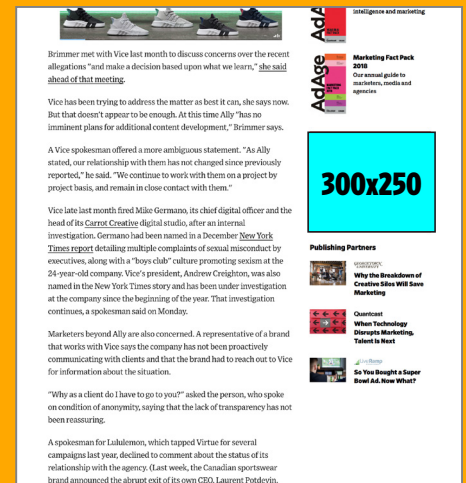 Brimmer met with Vice last month to discuss concerns over the recent
allegations "and make a decision based upon what we learn," she said
ahead of that meeting.
Vice has been trying to address the matter as best it can, she says now.
But that doesn't appear to be enough. At this time Ally "has no
imminent plans for additional content development," Brimmer says.
A Vice spokesman offered a more ambiguous statement. "As Ally
stated, our relationship with them has not changed since previously
reported," he said. "We continue to work with them on a project by
project basis, and remain in close contact with them."
Vice late last month fired Mike Germano, its chief digital officer and the
head of its Carrot Creative digital studio, after an internal
investigation. Germano had been named in a December New York
Times report detailing multiple complaints of sexual misconduct by
executives, along with a "boys club" culture promoting sexism at the
24-year-old company. Vice's president, Andrew Creighton, was also
named in the New York Times story and has been under investigation
at the company since the beginning of the year. That investigation
continues, a spokesman said on Monday.
Marketers beyond Ally are also concerned. A representative of a brand
that works with Vice says the company has not been proactively
communicating with clients and that the brand had to reach out to Vice
for information about the situation.
"Why as a client do I have to go to you?" asked the person, who spoke
on condition of anonymity, saying that the lack of transparency has not
been reassuring.
A spokesman for Lululemon, which tapped Virtue for several
campaigns last year, declined to comment about the status of its
relationship with the agency. (Last week, the Canadian sportswear
brand announced the abrupt exit of its own CEO, Laurent Potdevin,
AdA
intelligence and marketing
AdAge
Marketing Fact Pack
2018
Our annual guide to
marketers, media and
agencies
300x250
Publishing Partners
GEORGETOWN
UNIVERSITY
Why the Breakdown of
Creative Silos Will Save
Marketing
Quantcast
When Technology
Disrupts Marketing,
Talent Is Next
So You Bought a Super
Bowl Ad. Now What?